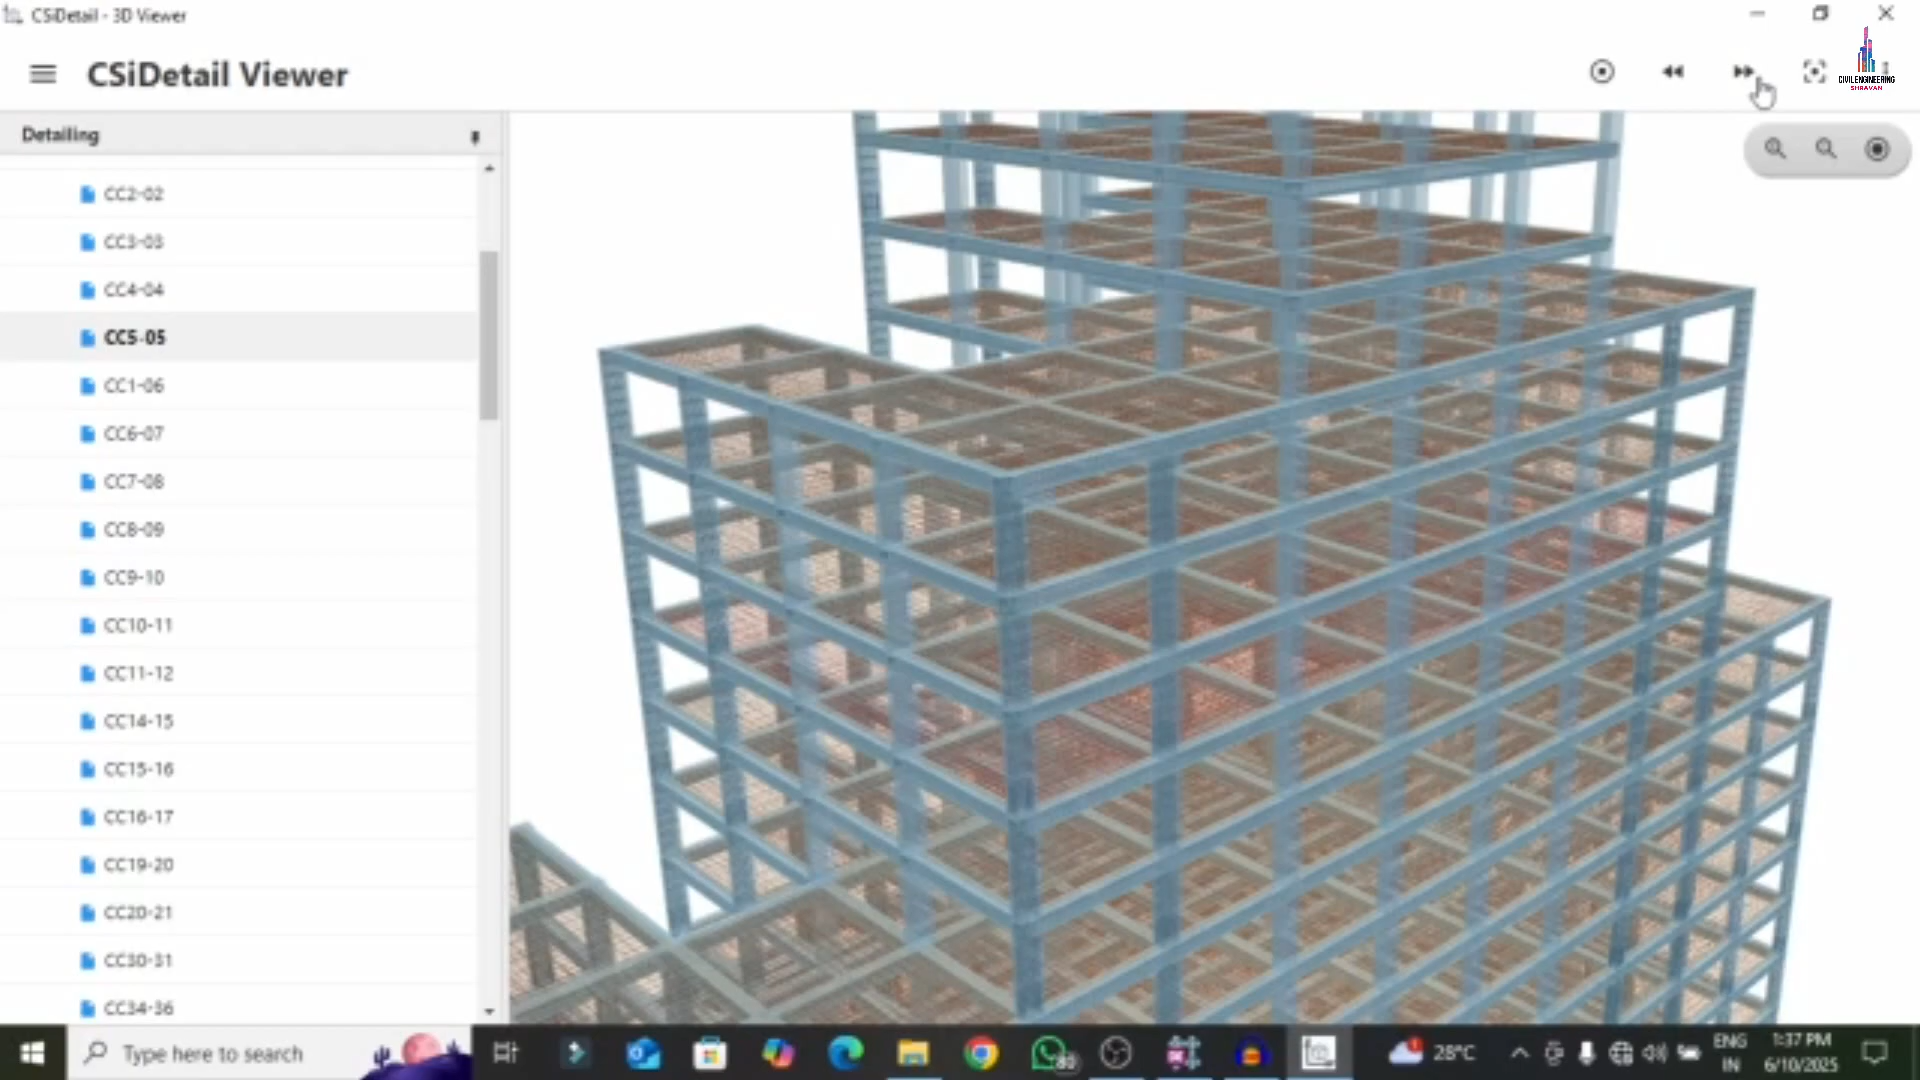 CSiDetail - 3D Viewer
CSiDetail Viewer
CIVILENGINEERING
SHRAVAN
Detailing
CC2-02
CC3-03
CC4-04
CC5-05
CC1-06
CC6-07
CC7-08
CC8-09
CC9-10
CC10-11
CC11-12
CC14-15
CC15-16
CC16-17
CC19-20
CC20-21
CC30-31
CC34-36
Type here to search
28°C
ENG
IN
1:37 PM
6/10/2025